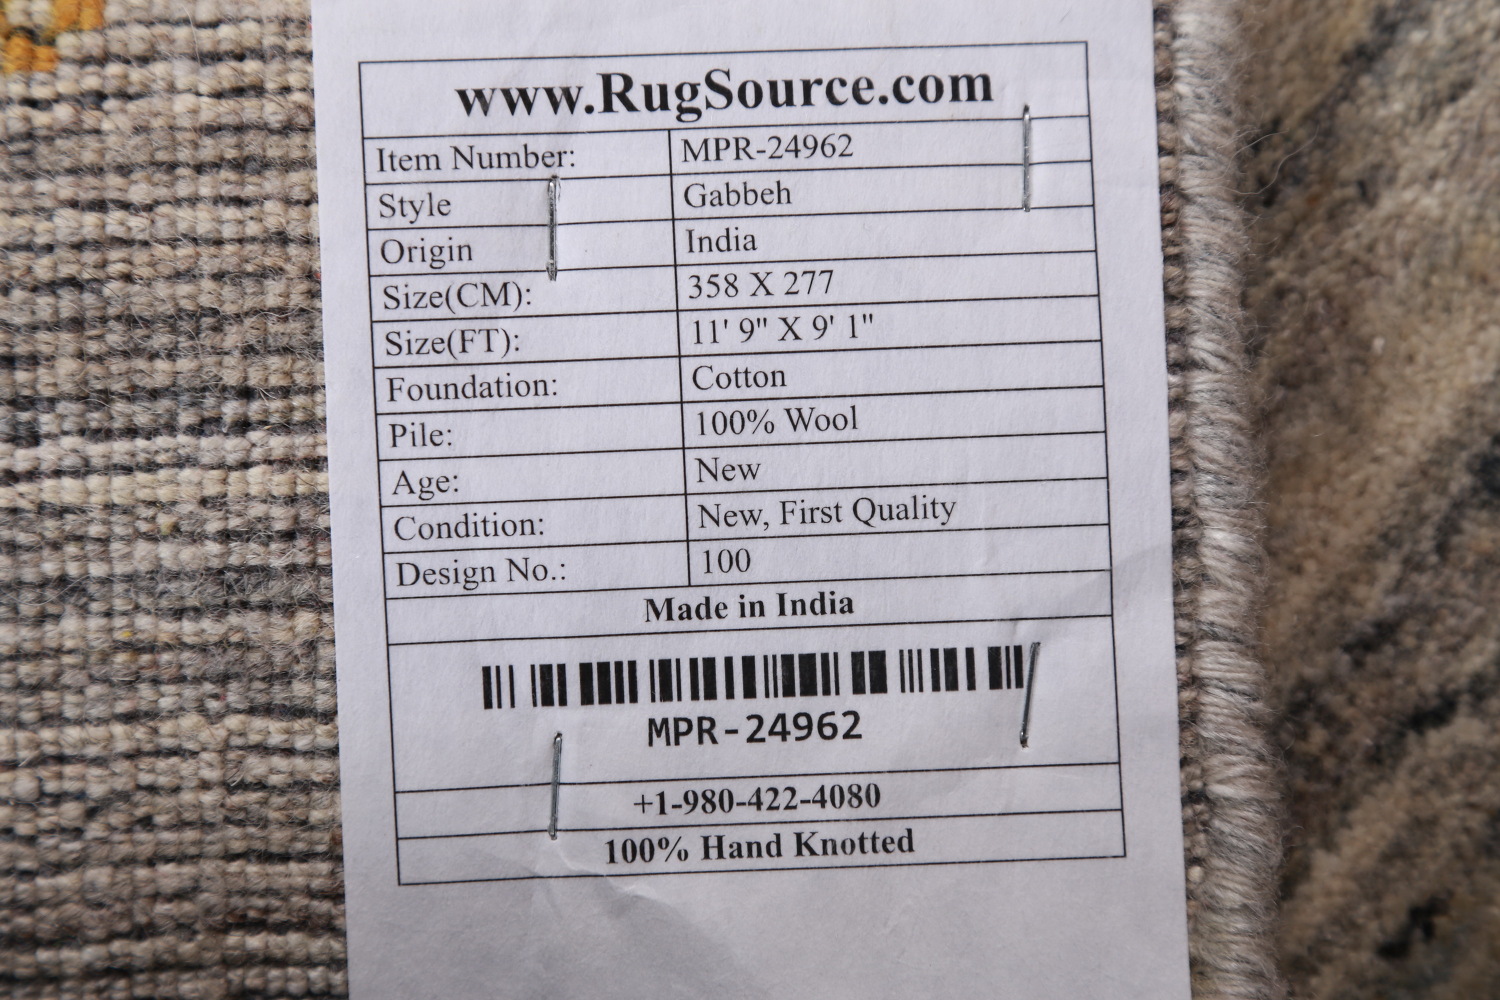 www.RugSource.com
Item Number: MPR-24962
Style Gabbeh
Origin India
Size(CM): 358 X 277
Size(FT): 11' 9" X 9' 1"
Foundation: Cotton
Pile: 100% Wool
Age: New
Condition: New, First Quality
Design No.: 100
Made in India
MPR-24962
+1-980-422-4080
100% Hand Knotted